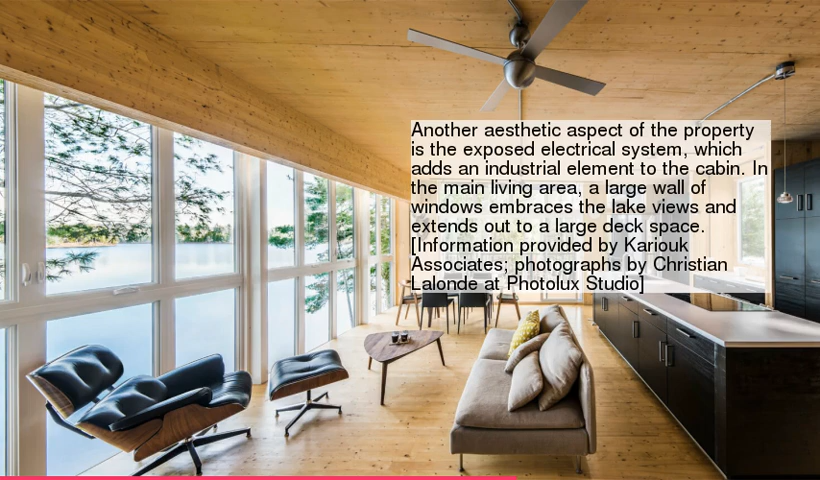 Another aesthetic aspect of the property
is the exposed electrical system, which
adds an industrial element to the cabin. In
the main living area, a large wall of
windows embraces the lake views and
extends out to a large deck space.
[Information provided by Kariouk
Associates; photographs by Christian
Lalonde at Photolux Studio]